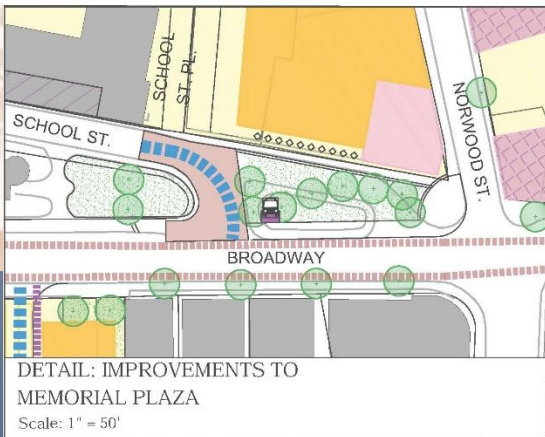 SCHOOL
ST. PL.
NORWOOD ST.
SCHOOL ST.
BROADWAY
DETAIL: IMPROVEMENTS TO
MEMORIAL PLAZA
Scale: 1" = 50'